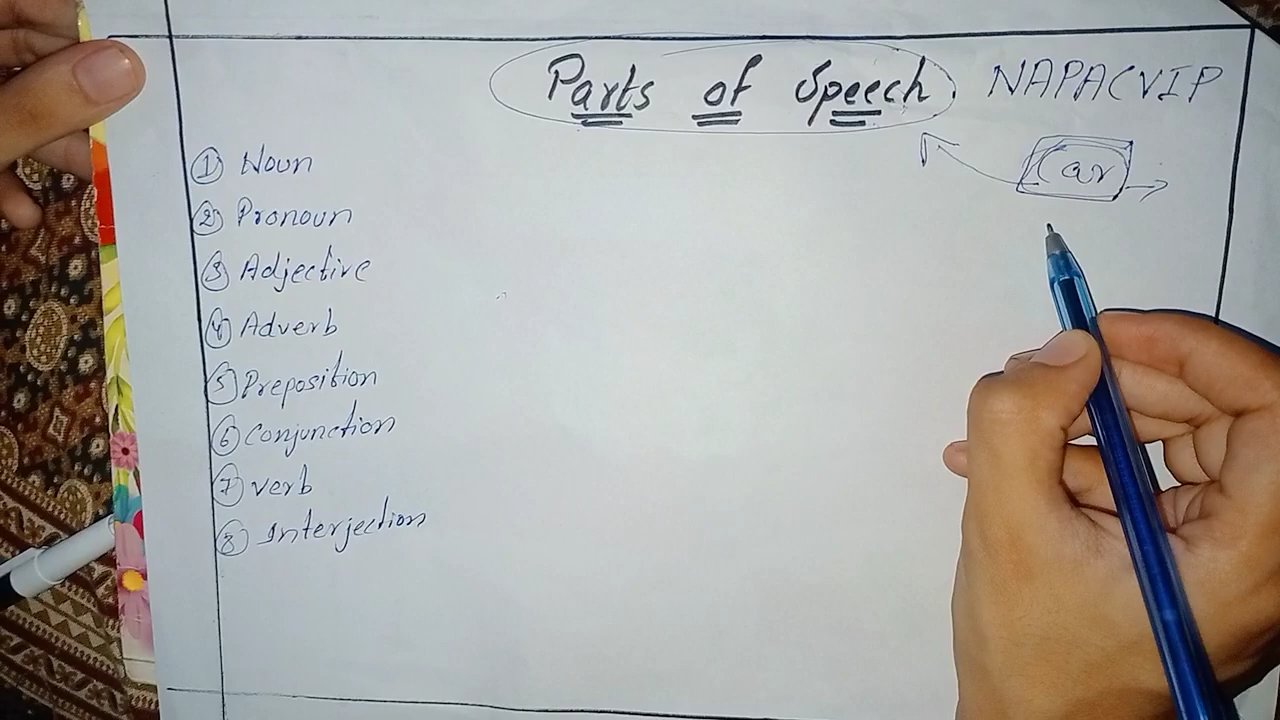 Parts of Speech NAPACVIP
Car
① Noun
② Pronoun
③ Adjective
④ Adverb
⑤ Preposition
⑥ Conjunction
⑦ verb
⑧ Interjection